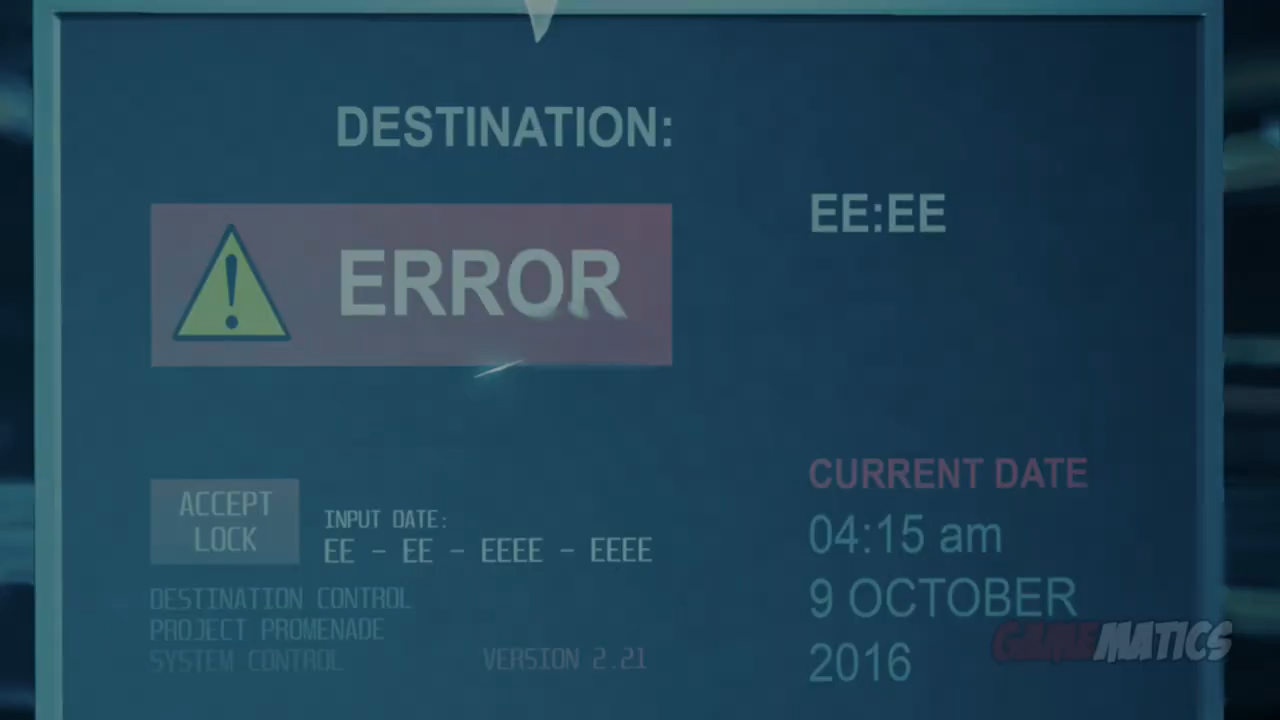 DESTINATION:
ERROR
EE:EE
ACCEPT
LOCK
INPUT DATE:
EE - EE - EEEE - EEEE
DESTINATION CONTROL
PROJECT PROMENADE
SYSTEM CONTROL
VERSION 2.21
CURRENT DATE
04:15 am
9 OCTOBER
2016
GAMEMATICS